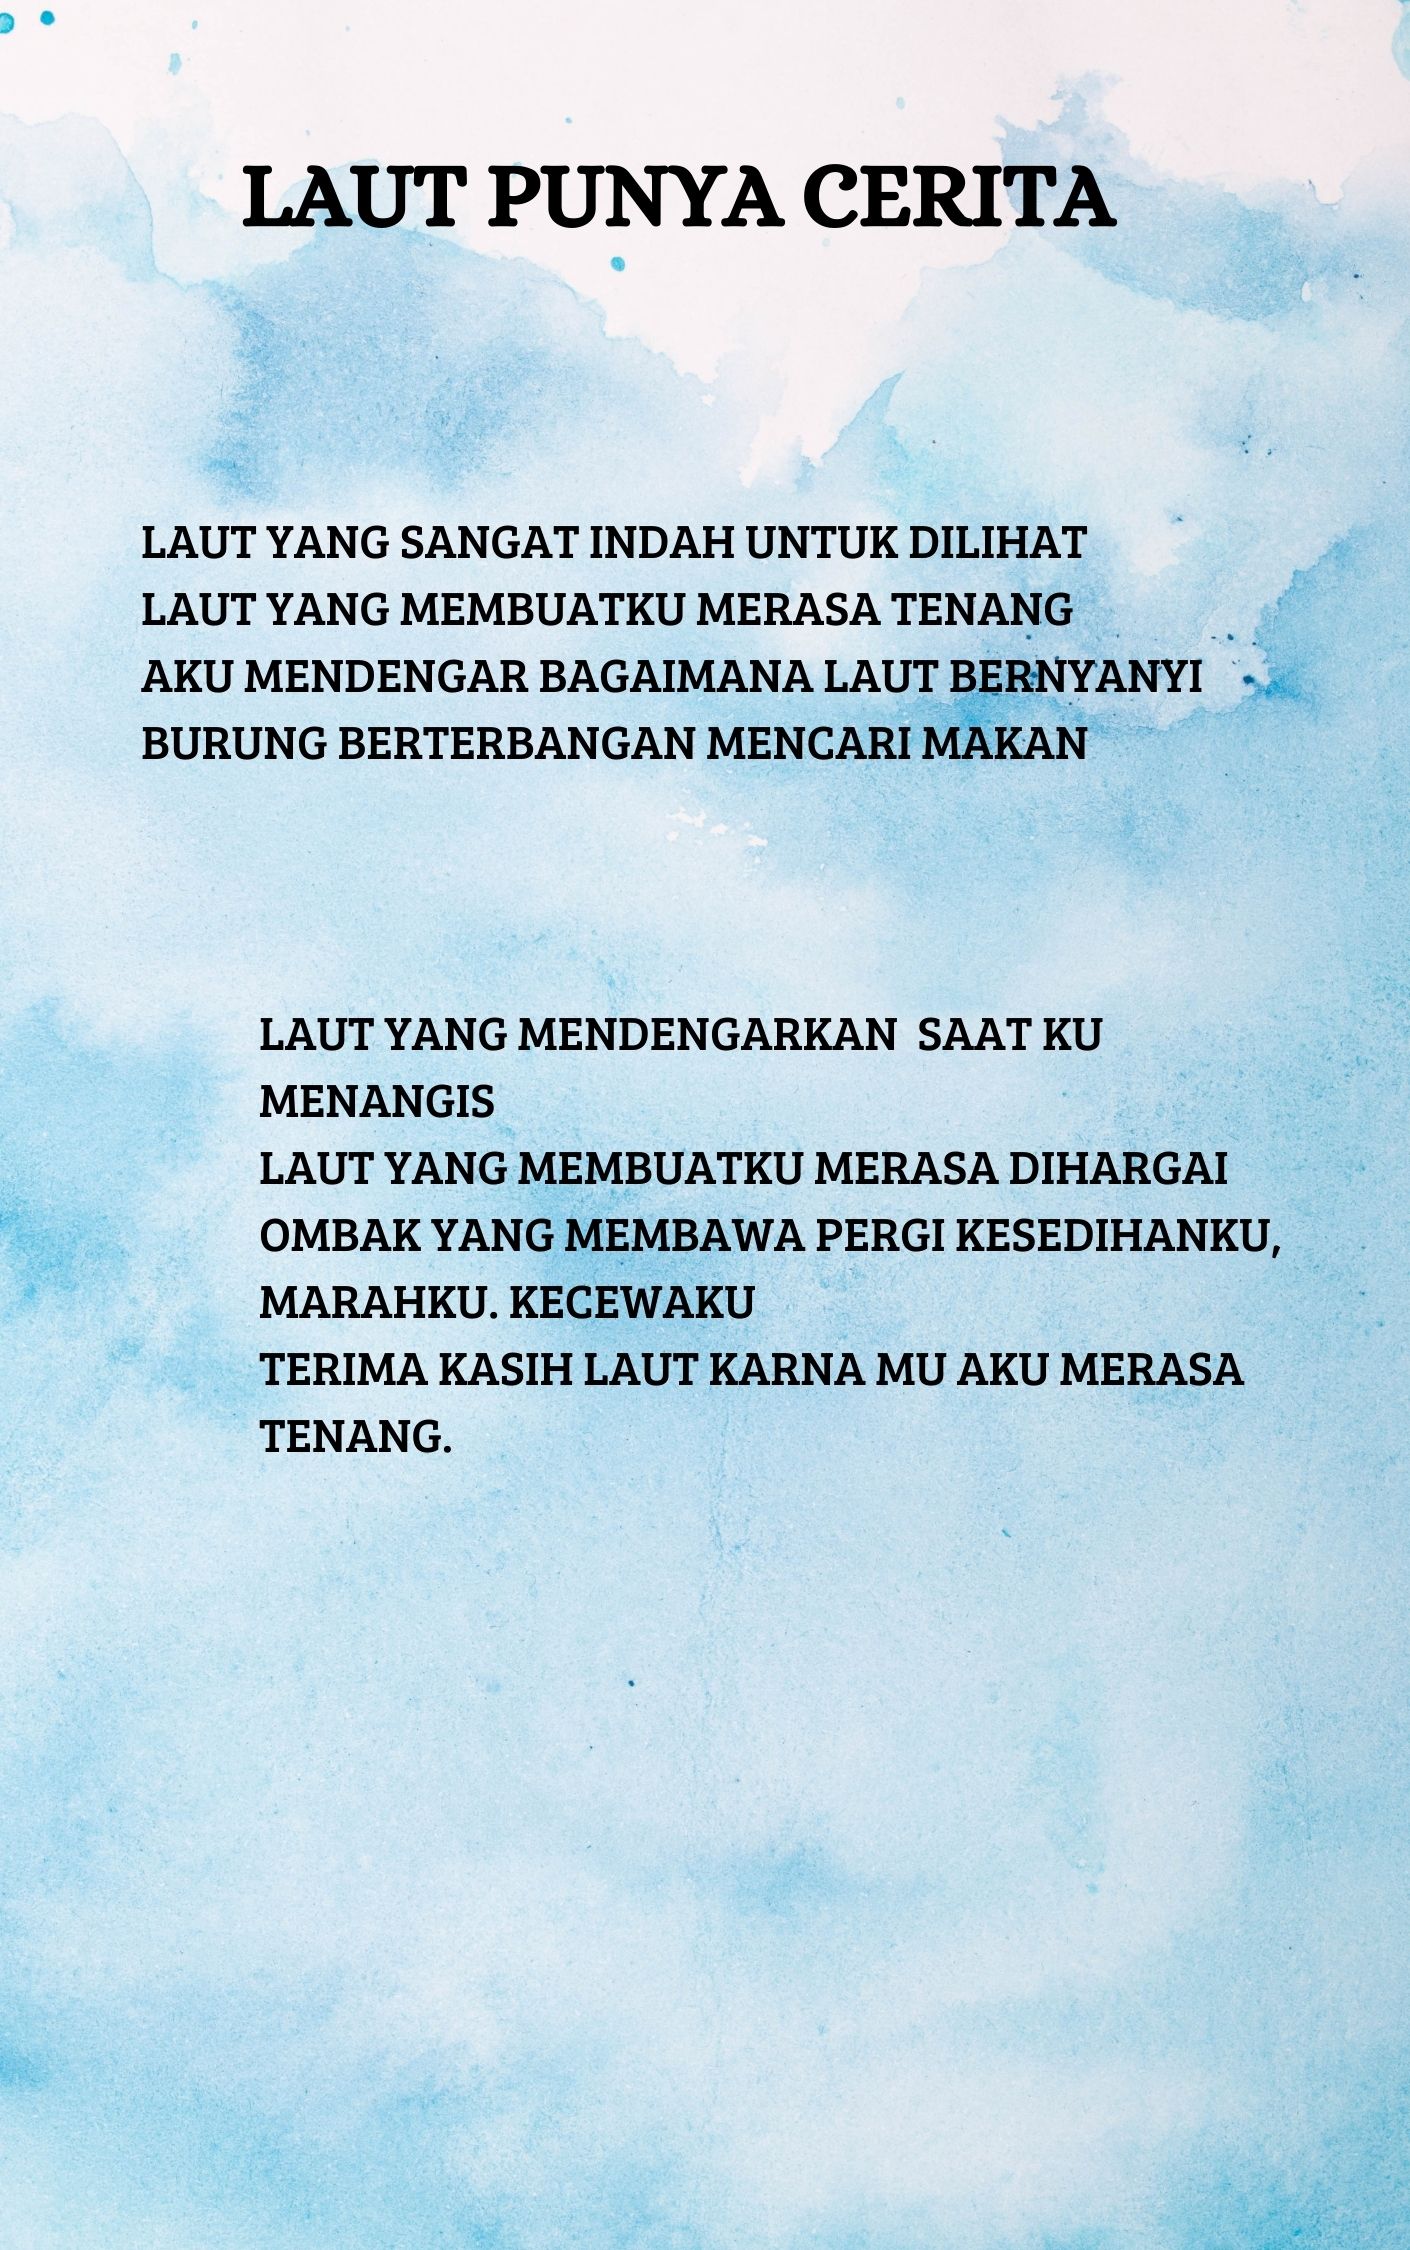 LAUT PUNYA CERITA
LAUT YANG SANGAT INDAH UNTUK DILIHAT
LAUT YANG MEMBUATKU MERASA TENANG
AKU MENDENGAR BAGAIMANA LAUT BERNYANYI
BURUNG BERTERBANGAN MENCARI MAKAN
LAUT YANG MENDENGARKAN  SAAT KU
MENANGIS
LAUT YANG MEMBUATKU MERASA DIHARGAI
OMBAK YANG MEMBAWA PERGI KESEDIHANKU,
MARAHKU. KECEWAKU
TERIMA KASIH LAUT KARNA MU AKU MERASA
TENANG.